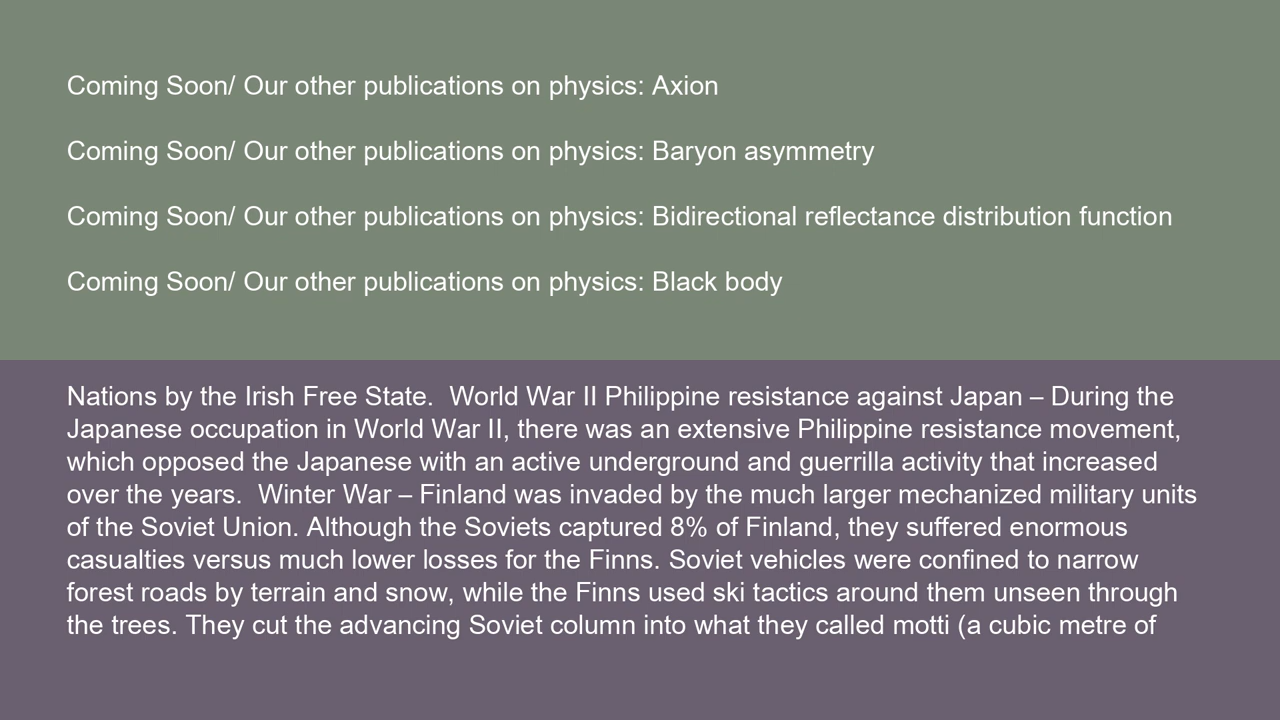 Coming Soon/ Our other publications on physics: Axion
Coming Soon/ Our other publications on physics: Baryon asymmetry
Coming Soon/ Our other publications on physics: Bidirectional reflectance distribution function
Coming Soon/ Our other publications on physics: Black body
Nations by the Irish Free State.  World War II Philippine resistance against Japan – During the
Japanese occupation in World War II, there was an extensive Philippine resistance movement,
which opposed the Japanese with an active underground and guerrilla activity that increased
over the years.  Winter War – Finland was invaded by the much larger mechanized military units
of the Soviet Union. Although the Soviets captured 8% of Finland, they suffered enormous
casualties versus much lower losses for the Finns. Soviet vehicles were confined to narrow
forest roads by terrain and snow, while the Finns used ski tactics around them unseen through
the trees. They cut the advancing Soviet column into what they called motti (a cubic metre of